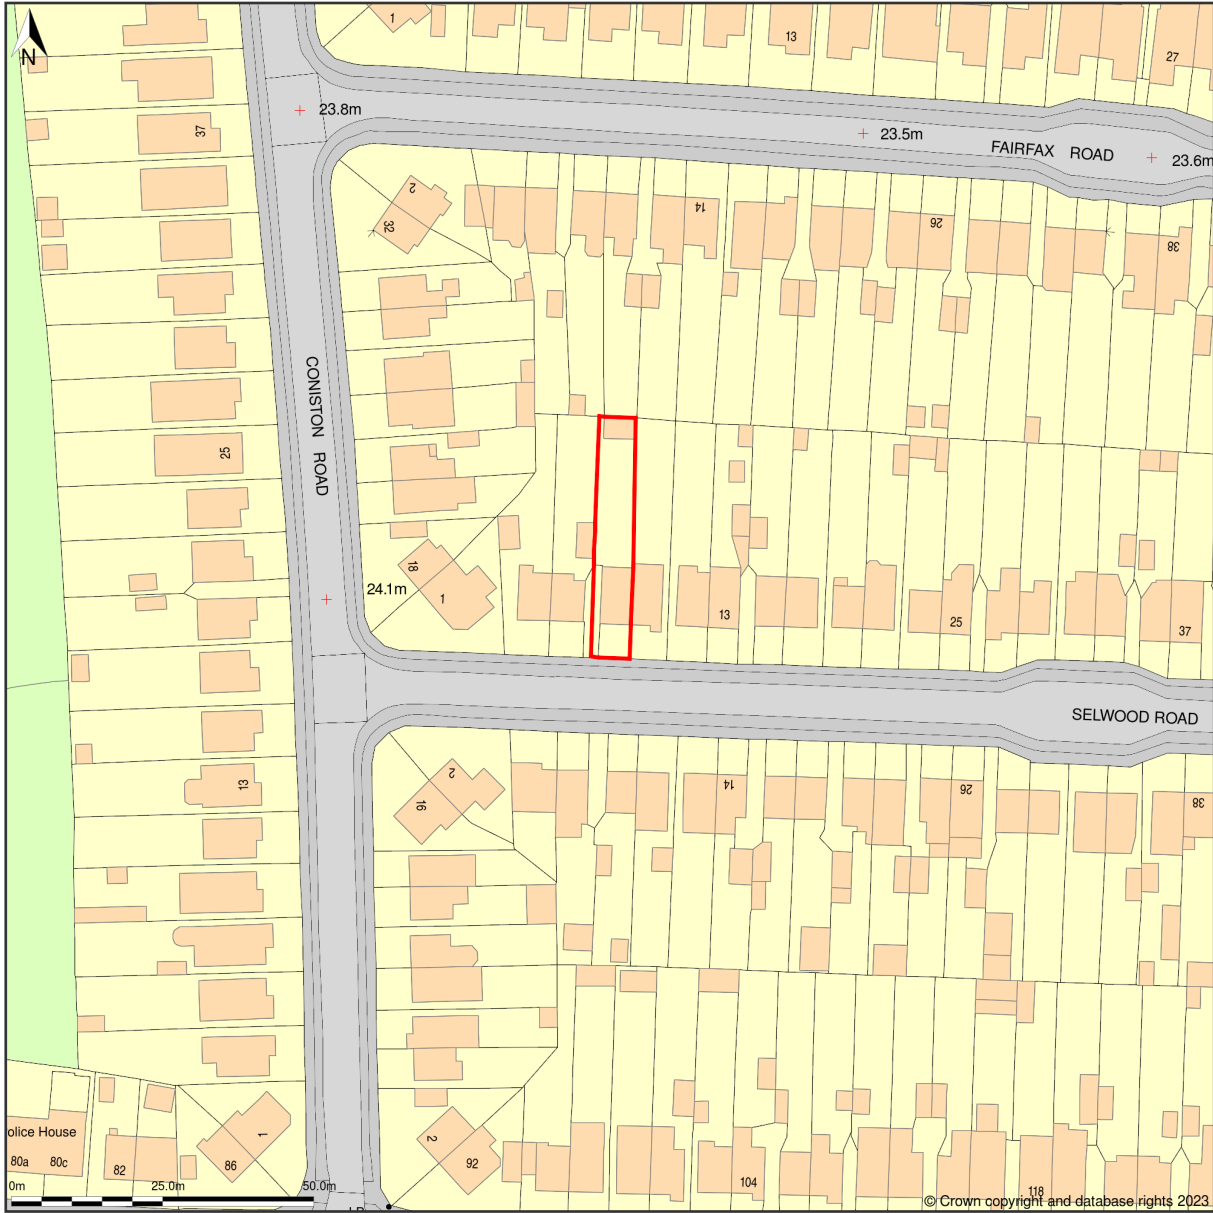 1
13
27
N
23.8m
23.5m
FAIRFAX ROAD
23.6m
37
2
32
14
26
38
CONISTON ROAD
25
18
24.1m
1
13
25
37
SELWOOD ROAD
2
16
14
26
38
13
olice House
80a
80c
82
1
86
2
92
104
118
0m
25.0m
50.0m
© Crown copyright and database rights 2023